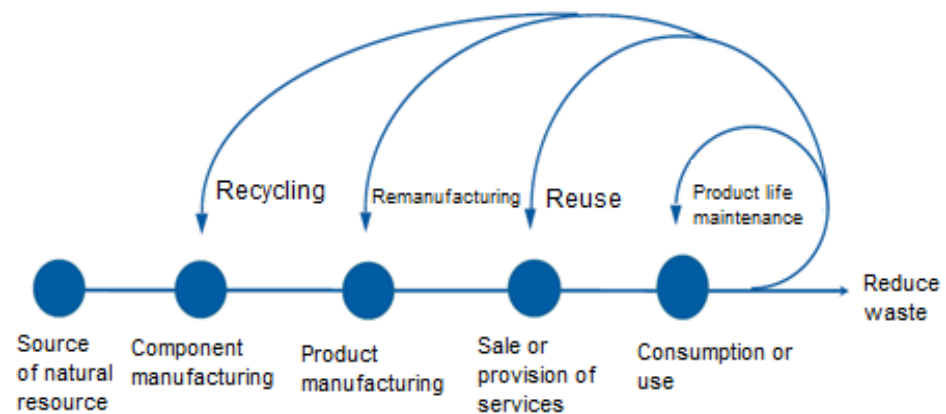 Recycling
Remanufacturing
Reuse
Product life
maintenance
Reduce
waste
Source
of natural
resource
Component
manufacturing
Product
manufacturing
Sale or
provision of
services
Consumption or
use